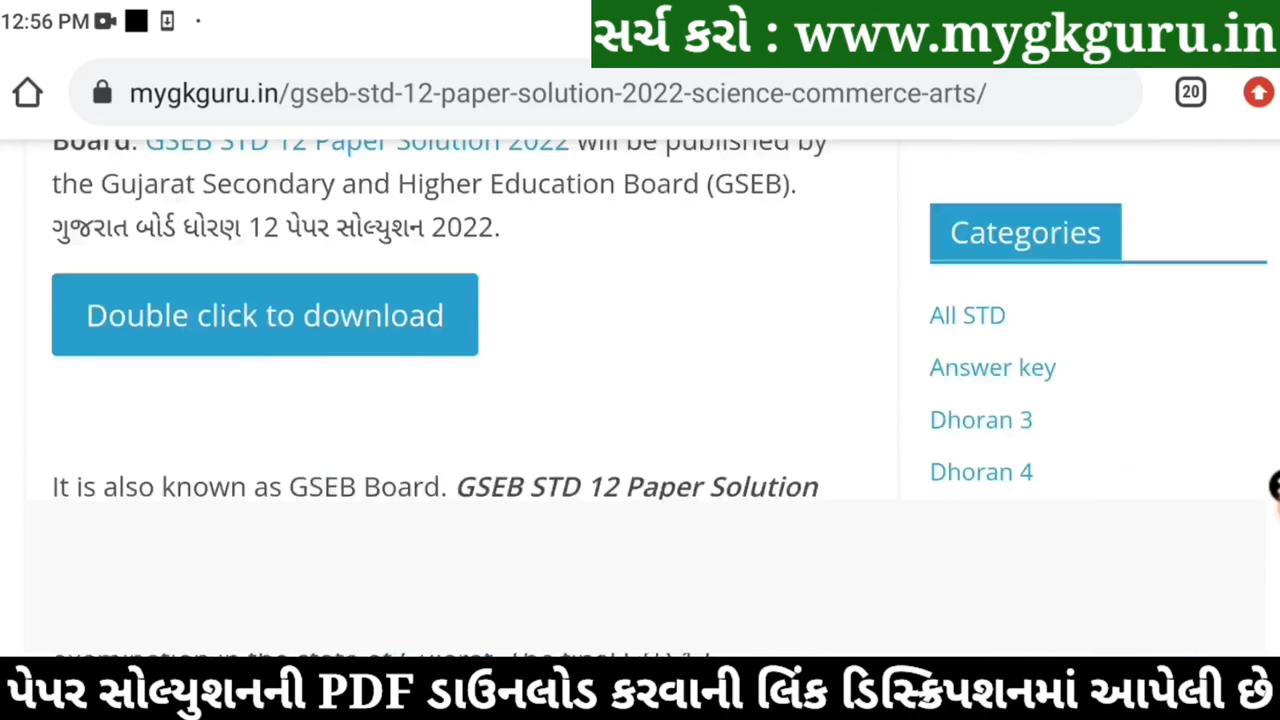 12:56 PM
સર્ચ કરો : www.mygkguru.in
mygkguru.in/gseb-std-12-paper-solution-2022-science-commerce-arts/
20
Board. GSEB STD 12 Paper Solution 2022 will be published by
the Gujarat Secondary and Higher Education Board (GSEB).
ગુજરાત બોર્ડ ધોરણ 12 પેપર સોલ્યુશન 2022.
Double click to download
It is also known as GSEB Board. GSEB STD 12 Paper Solution
Categories
All STD
Answer key
Dhoran 3
Dhoran 4
પેપર સોલ્યુશનની PDF ડાઉનલોડ કરવાની લિંક ડિસ્ક્રિપશનમાં આપેલી છે